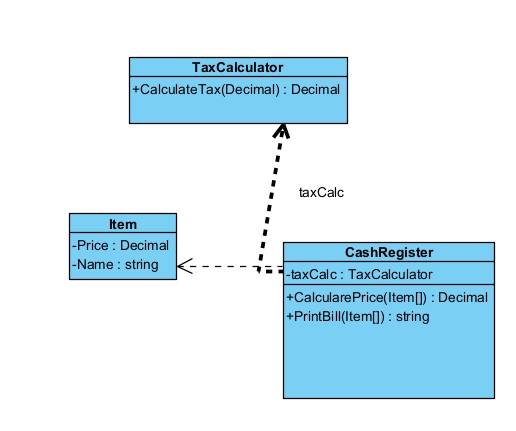 TaxCalculator
+CalculateTax(Decimal) : Decimal
taxCalc
Item
-Price : Decimal
-Name : string
CashRegister
-taxCalc : TaxCalculator
+CalcularePrice(Item[]) : Decimal
+PrintBill(Item[]) : string